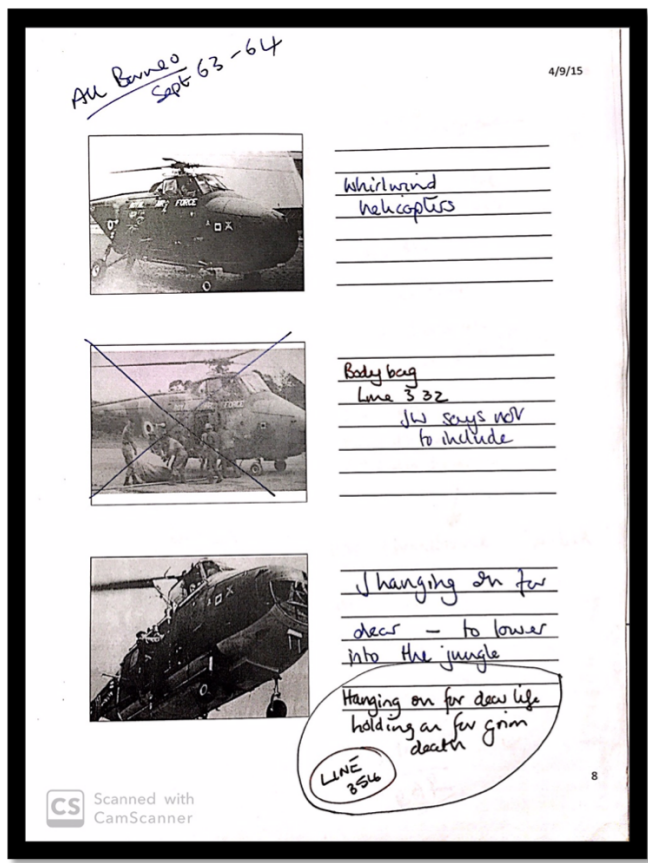 All Borneo
Sept 63-64
4/9/15
ROYAL AIR FORCE
X
Whirlwind
helicopters
FORCE
Body bag
Line 332
JW says not
to include
X
J hanging on for
dear — to lower
into the jungle
Hanging on for dear life
holding on for grim
death
LINE
354
8
CS Scanned with
CamScanner